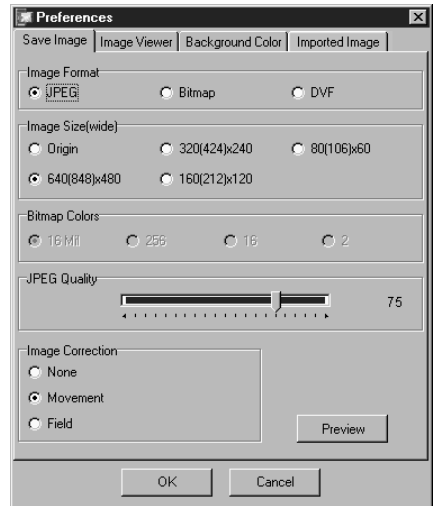 Preferences
Save Image Image Viewer Background Color Imported Image
Image Format
JPEG Bitmap DVF
Image Size(wide)
Origin 320(424)x240 80(106)x60
640(848)x480 160(212)x120
Bitmap Colors
16 Mil 256 16 2
JPEG Quality
75
Image Correction
None
Movement
Field
Preview
OK Cancel